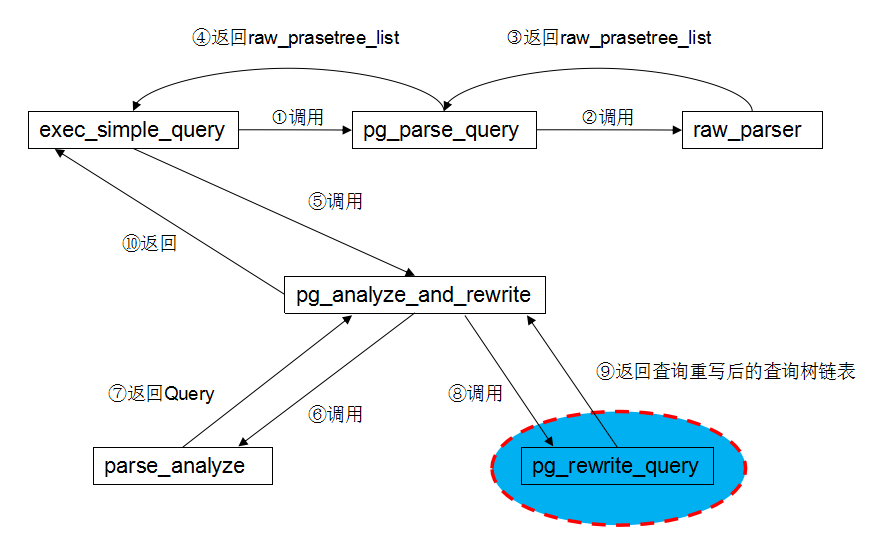 ④返回raw_prasetree_list
③返回raw_prasetree_list
exec_simple_query
①调用
pg_parse_query
②调用
raw_parser
⑤调用
⑩返回
pg_analyze_and_rewrite
⑦返回Query
⑥调用
⑧调用
⑨返回查询重写后的查询树链表
parse_analyze
pg_rewrite_query